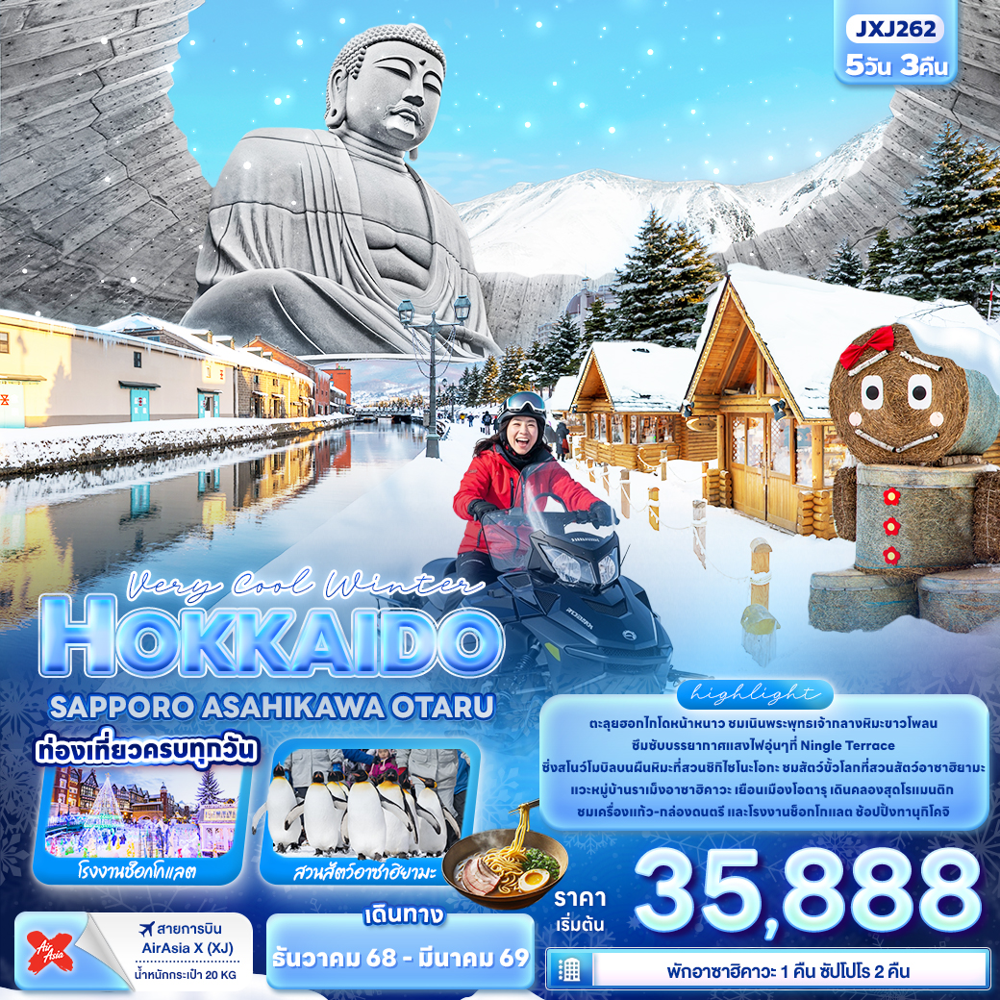 JXJ262
5วัน 3คืน
Very Cool Winter
HOKKAIDO
SAPPORO ASAHIKAWA OTARU
ท่องเที่ยวครบทุกวัน
โรงงานช็อกโกแลต
สวนสัตว์อาซาฮิยามะ
highlight
ตะลุยฮอกไกโดหน้าหนาว ชมเนินพระพุทธเจ้ากลางหิมะขาวโพลน
ซึมซับบรรยากาศแสงไฟอุ่นๆที่ Ningle Terrace
ซิ่งสโนว์โมบิลบนผืนหิมะที่สวนชิกิไซโนะโอกะ ชมสัตว์ขั้วโลกที่สวนสัตว์อาซาฮิยามะ
แวะหมู่บ้านราเม็งอาซาฮิคาวะ เยือนเมืองโอตารุ เดินคลองสุดโรแมนติก
ชมเครื่องแก้ว-กล่องดนตรี และโรงงานช็อกโกแลต ช้อปปิ้งทานุกิโคจิ
ราคา
เริ่มต้น
35,888
Air
Asia
สายการบิน
AirAsia X (XJ)
น้ำหนักกระเป๋า 20 KG
เดินทาง
ธันวาคม 68 - มีนาคม 69
พักอาซาฮิคาวะ 1 คืน ซัปโปโร 2 คืน